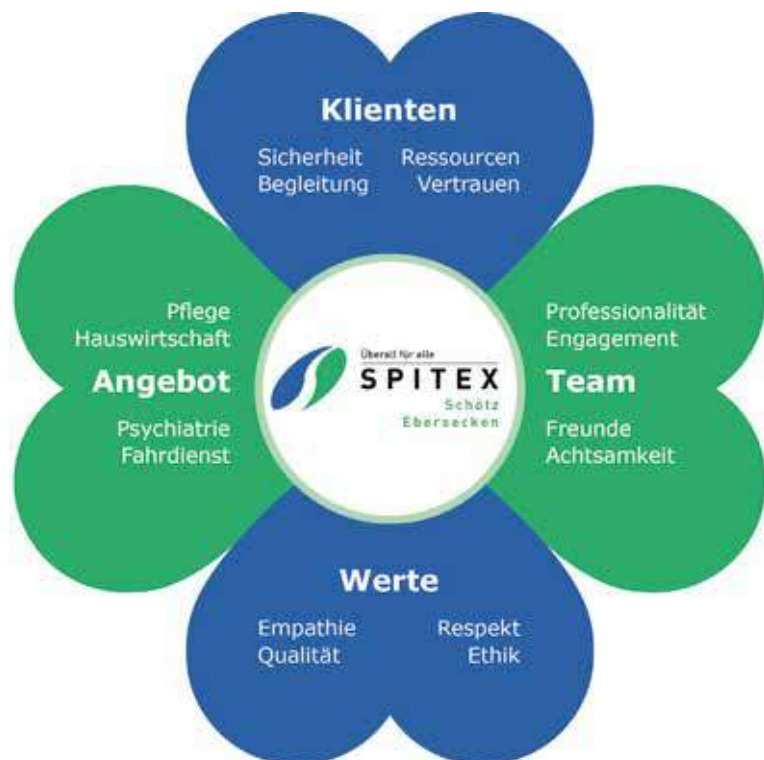 Klienten
Sicherheit Ressourcen
Begleitung Vertrauen
Pflege
Hauswirtschaft
Angebot
Psychiatrie
Fahrdienst
Überall für alle
SPITEX
Schötz
Ebersecken
Professionalität
Engagement
Team
Freunde
Achtsamkeit
Werte
Empathie Respekt
Qualität Ethik